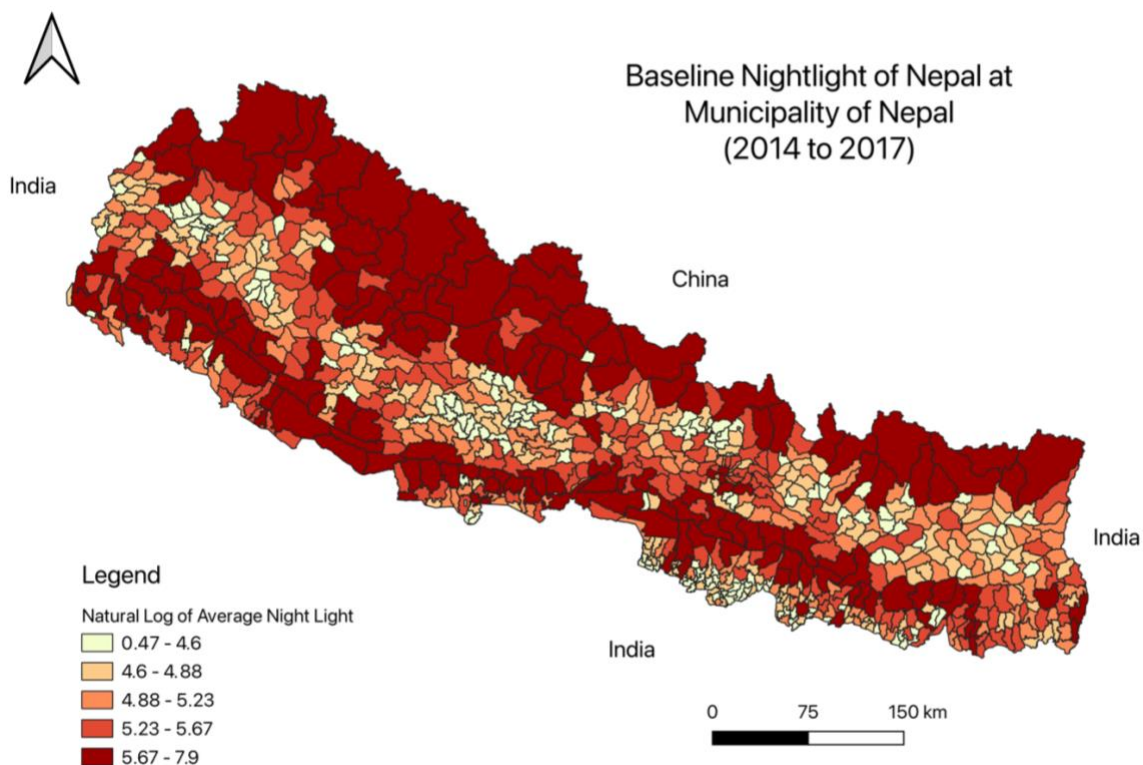 Baseline Nightlight of Nepal at
Municipality of Nepal
(2014 to 2017)
India
China
India
India
Legend
Natural Log of Average Night Light
0.47 - 4.6
4.6 - 4.88
4.88 - 5.23
5.23 - 5.67
5.67 - 7.9
0 75 150 km